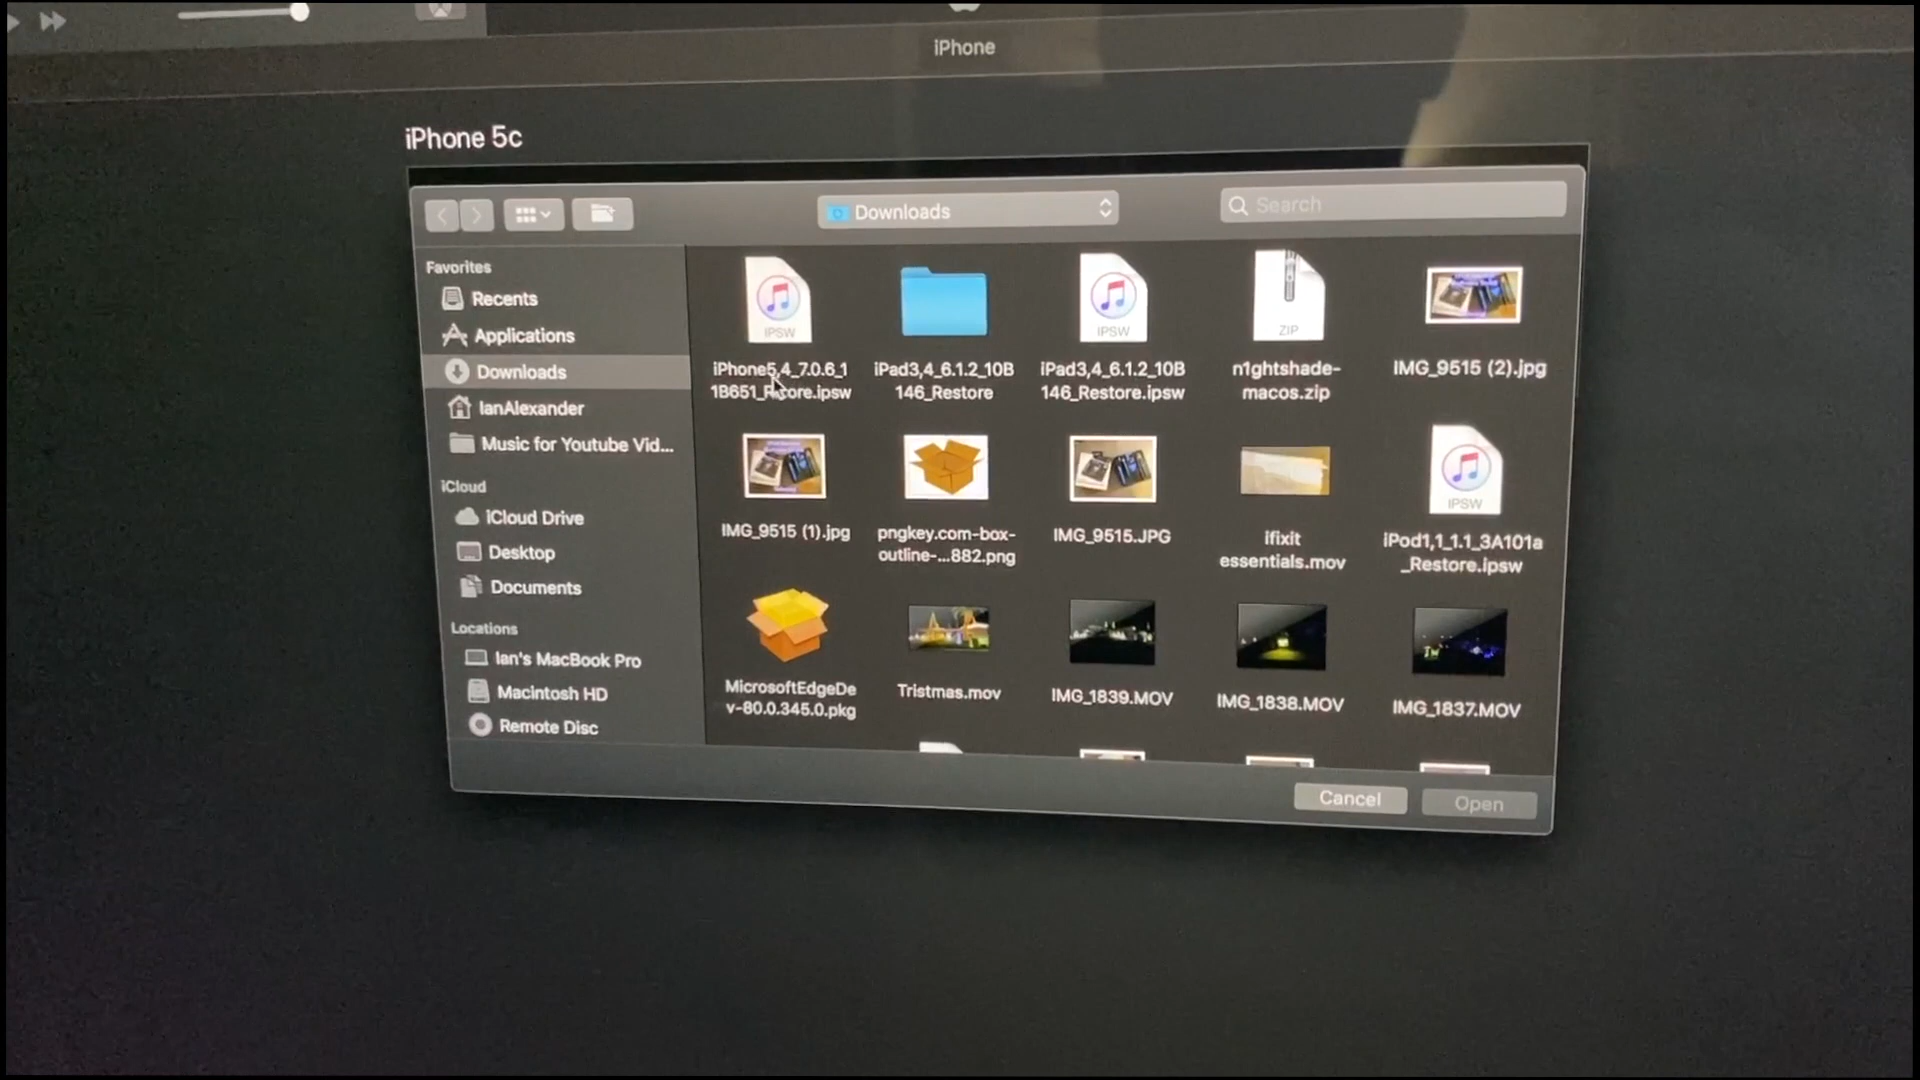 iPhone
iPhone 5c
Downloads
Search
Favorites
Recents
Applications
Downloads
IanAlexander
Music for Youtube Vid...
iCloud
iCloud Drive
Desktop
Documents
Locations
Ian's MacBook Pro
Macintosh HD
Remote Disc
IPSW
iPhone5,4_7.0.6_1
1B651_R
tore.ipsw
iPad3,4_6.1.2_10B
146_Restore
IPSW
iPad3,4_6.1.2_10B
146_Restore.ipsw
ZIP
n1ghtshade-
macos.zip
IMG_9515 (2).jpg
IMG_9515 (1).jpg
pngkey.com-box-
outline-...882.png
IMG_9515.JPG
ifixit
essentials.mov
IPSW
iPod1,1_1.1.1_3A101a
_Restore.ipsw
MicrosoftEdgeDe
v-80.0.345.0.pkg
Tristmas.mov
IMG_1839.MOV
IMG_1838.MOV
IMG_1837.MOV
Cancel
Open